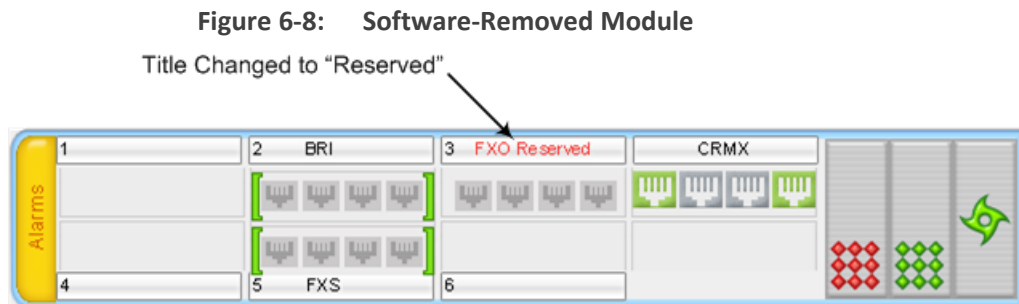 Figure 6-8: Software-Removed Module
Title Changed to “Reserved”
Alarms
1
2 BRI
3 FXO Reserved
CRMX
4
5 FXS
6